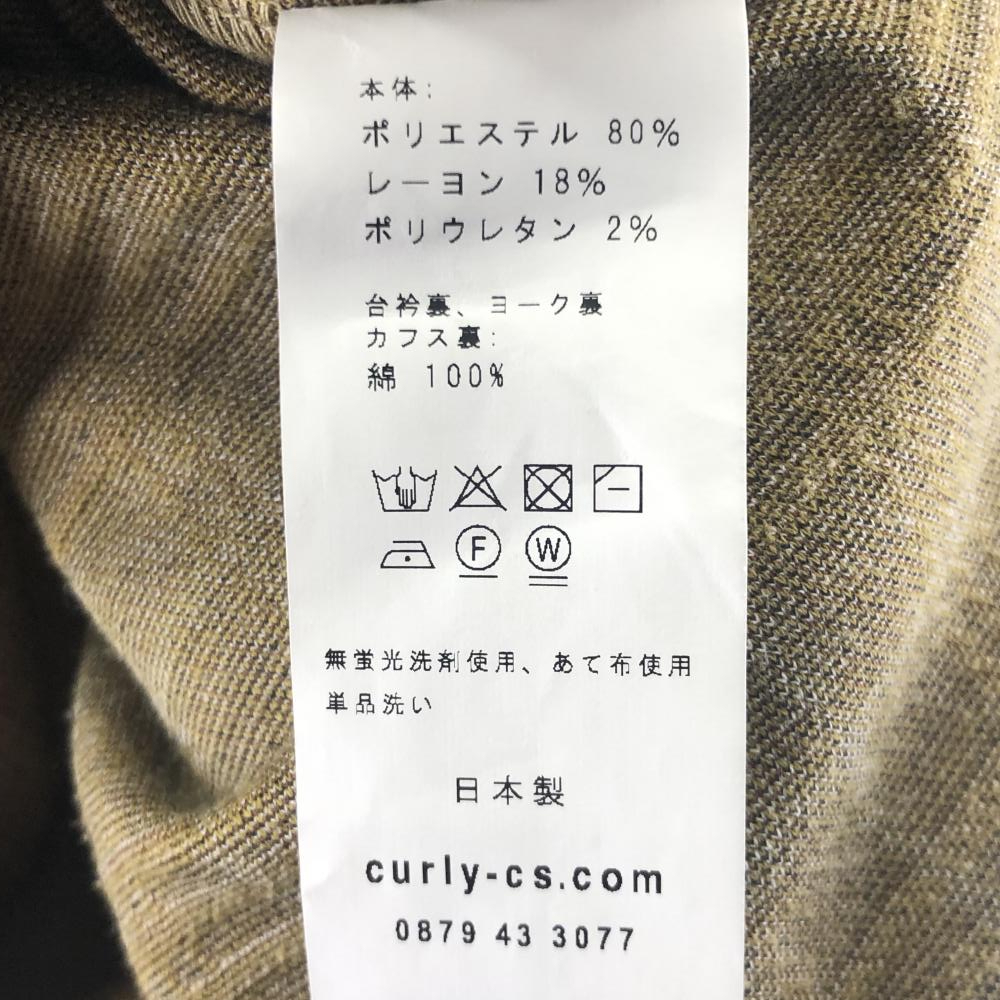 本体:
ポリエステル 80%
レーヨン 18%
ポリウレタン 2%
台衿裏、ヨーク裏
カフス裏:
綿 100%
F W
無蛍光洗剤使用、あて布使用
単品洗い
日本製
curly-cs.com
0879 43 3077